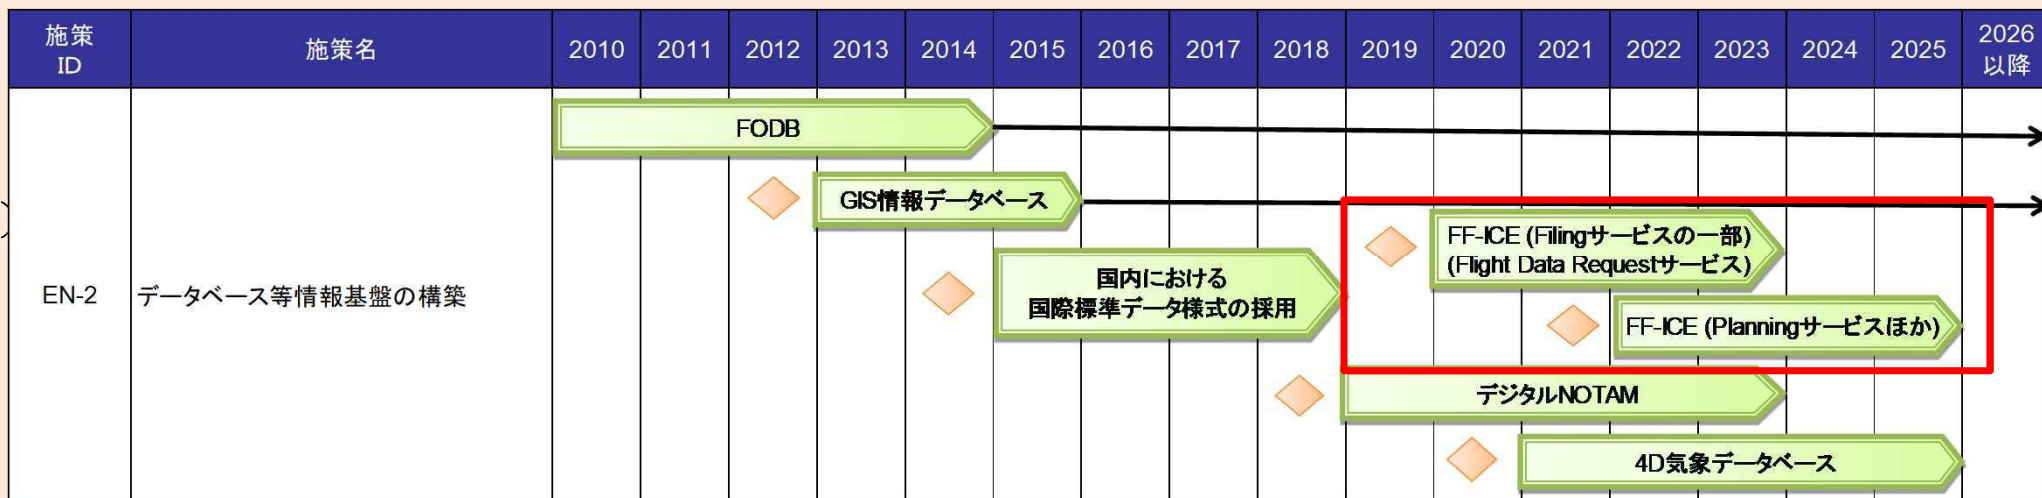 施策
ID
施策名
2010
2011
2012
2013
2014
2015
2016
2017
2018
2019
2020
2021
2022
2023
2024
2025
2026
以降
EN-2
データベース等情報基盤の構築
FODB
GIS情報データベース
FF-ICE (Filingサービスの一部)
(Flight Data Requestサービス)
国内における
国際標準データ様式の採用
FF-ICE (Planningサービスほか)
デジタルNOTAM
4D気象データベース